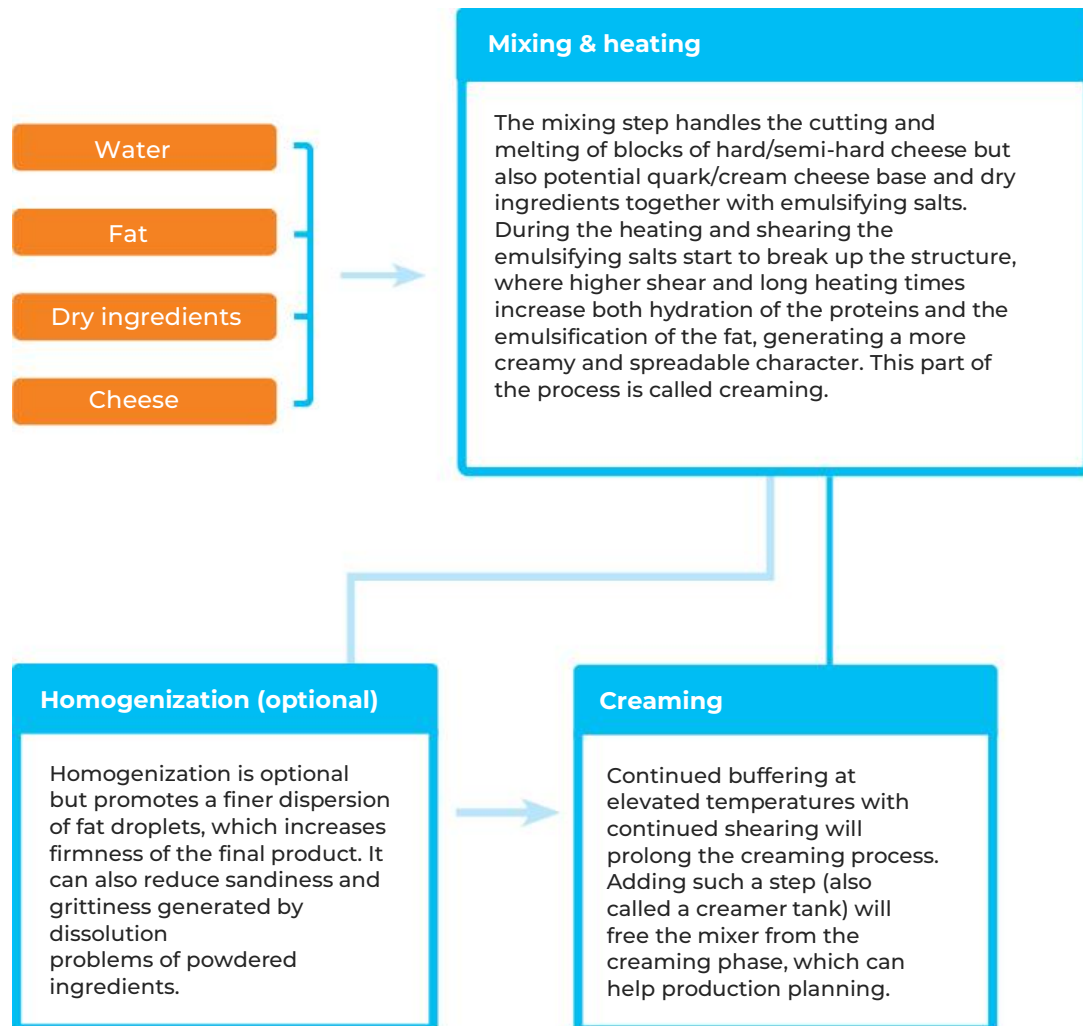 Mixing & heating
The mixing step handles the cutting and
melting of blocks of hard/semi-hard cheese but
also potential quark/cream cheese base and dry
ingredients together with emulsifying salts.
During the heating and shearing the
emulsifying salts start to break up the structure,
where higher shear and long heating times
increase both hydration of the proteins and the
emulsification of the fat, generating a more
creamy and spreadable character. This part of
the process is called creaming.
Water
Fat
Dry ingredients
Cheese
Homogenization (optional)
Homogenization is optional
but promotes a finer dispersion
of fat droplets, which increases
firmness of the final product. It
can also reduce sandiness and
grittiness generated by
dissolution
problems of powdered
ingredients.
Creaming
Continued buffering at
elevated temperatures with
continued shearing will
prolong the creaming process.
Adding such a step (also
called a creamer tank) will
free the mixer from the
creaming phase, which can
help production planning.